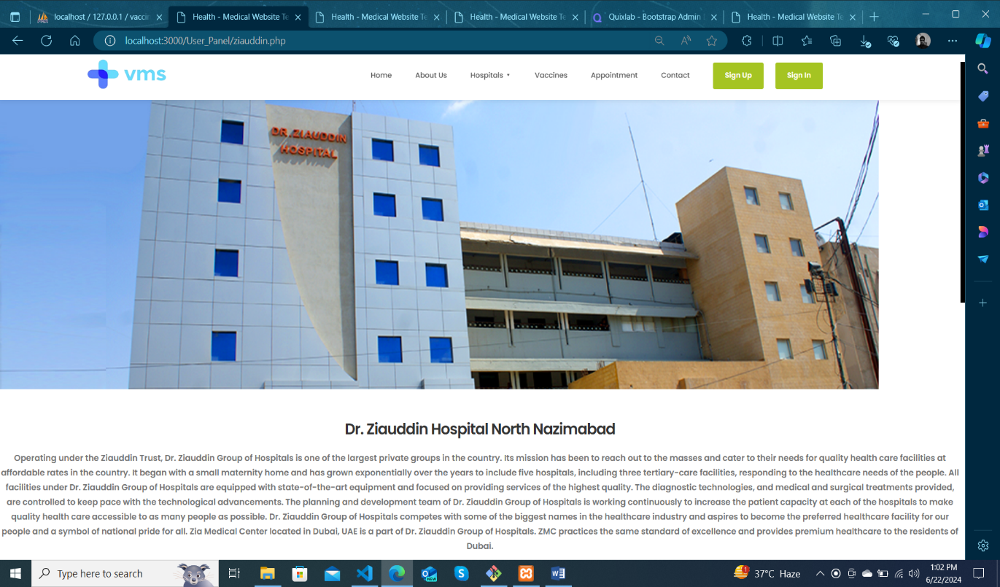 localhost / 127.0.0.1 / vaccin
Health - Medical Website Te
Health - Medical Website Te
Health - Medical Website Te
Quixlab - Bootstrap Admin
Health - Medical Website Te
localhost:3000/User_Panel/ziauddin.php
vms
Home
About Us
Hospitals
Vaccines
Appointment
Contact
Sign Up
Sign In
DR. ZIAUDDIN
HOSPITAL
Dr. Ziauddin Hospital North Nazimabad
Operating under the Ziauddin Trust, Dr. Ziauddin Group of Hospitals is one of the largest private groups in the country. Its mission has been to reach out to the masses and cater to their needs for quality health care facilities at
affordable rates in the country. It began with a small maternity home and has grown exponentially over the years to include five hospitals, including three tertiary-care facilities, responding to the healthcare needs of the people. All
facilities under Dr. Ziauddin Group of Hospitals are equipped with state-of-the-art equipment and focused on providing services of the highest quality. The diagnostic technologies, and medical and surgical treatments provided,
are controlled to keep pace with the technological advancements. The planning and development team of Dr. Ziauddin Group of Hospitals is working continuously to increase the patient capacity at each of the hospitals to make
quality health care accessible to as many people as possible. Dr. Ziauddin Group of Hospitals competes with some of the biggest names in the healthcare industry and aspires to become the preferred healthcare facility for our
people and a symbol of national pride for all. Zia Medical Center located in Dubai, UAE is a part of Dr. Ziauddin Group of Hospitals. ZMC practices the same standard of excellence and provides premium healthcare to the residents of
Dubai.
Type here to search
NEW
1
37°C Haze
1:02 PM
6/22/2024